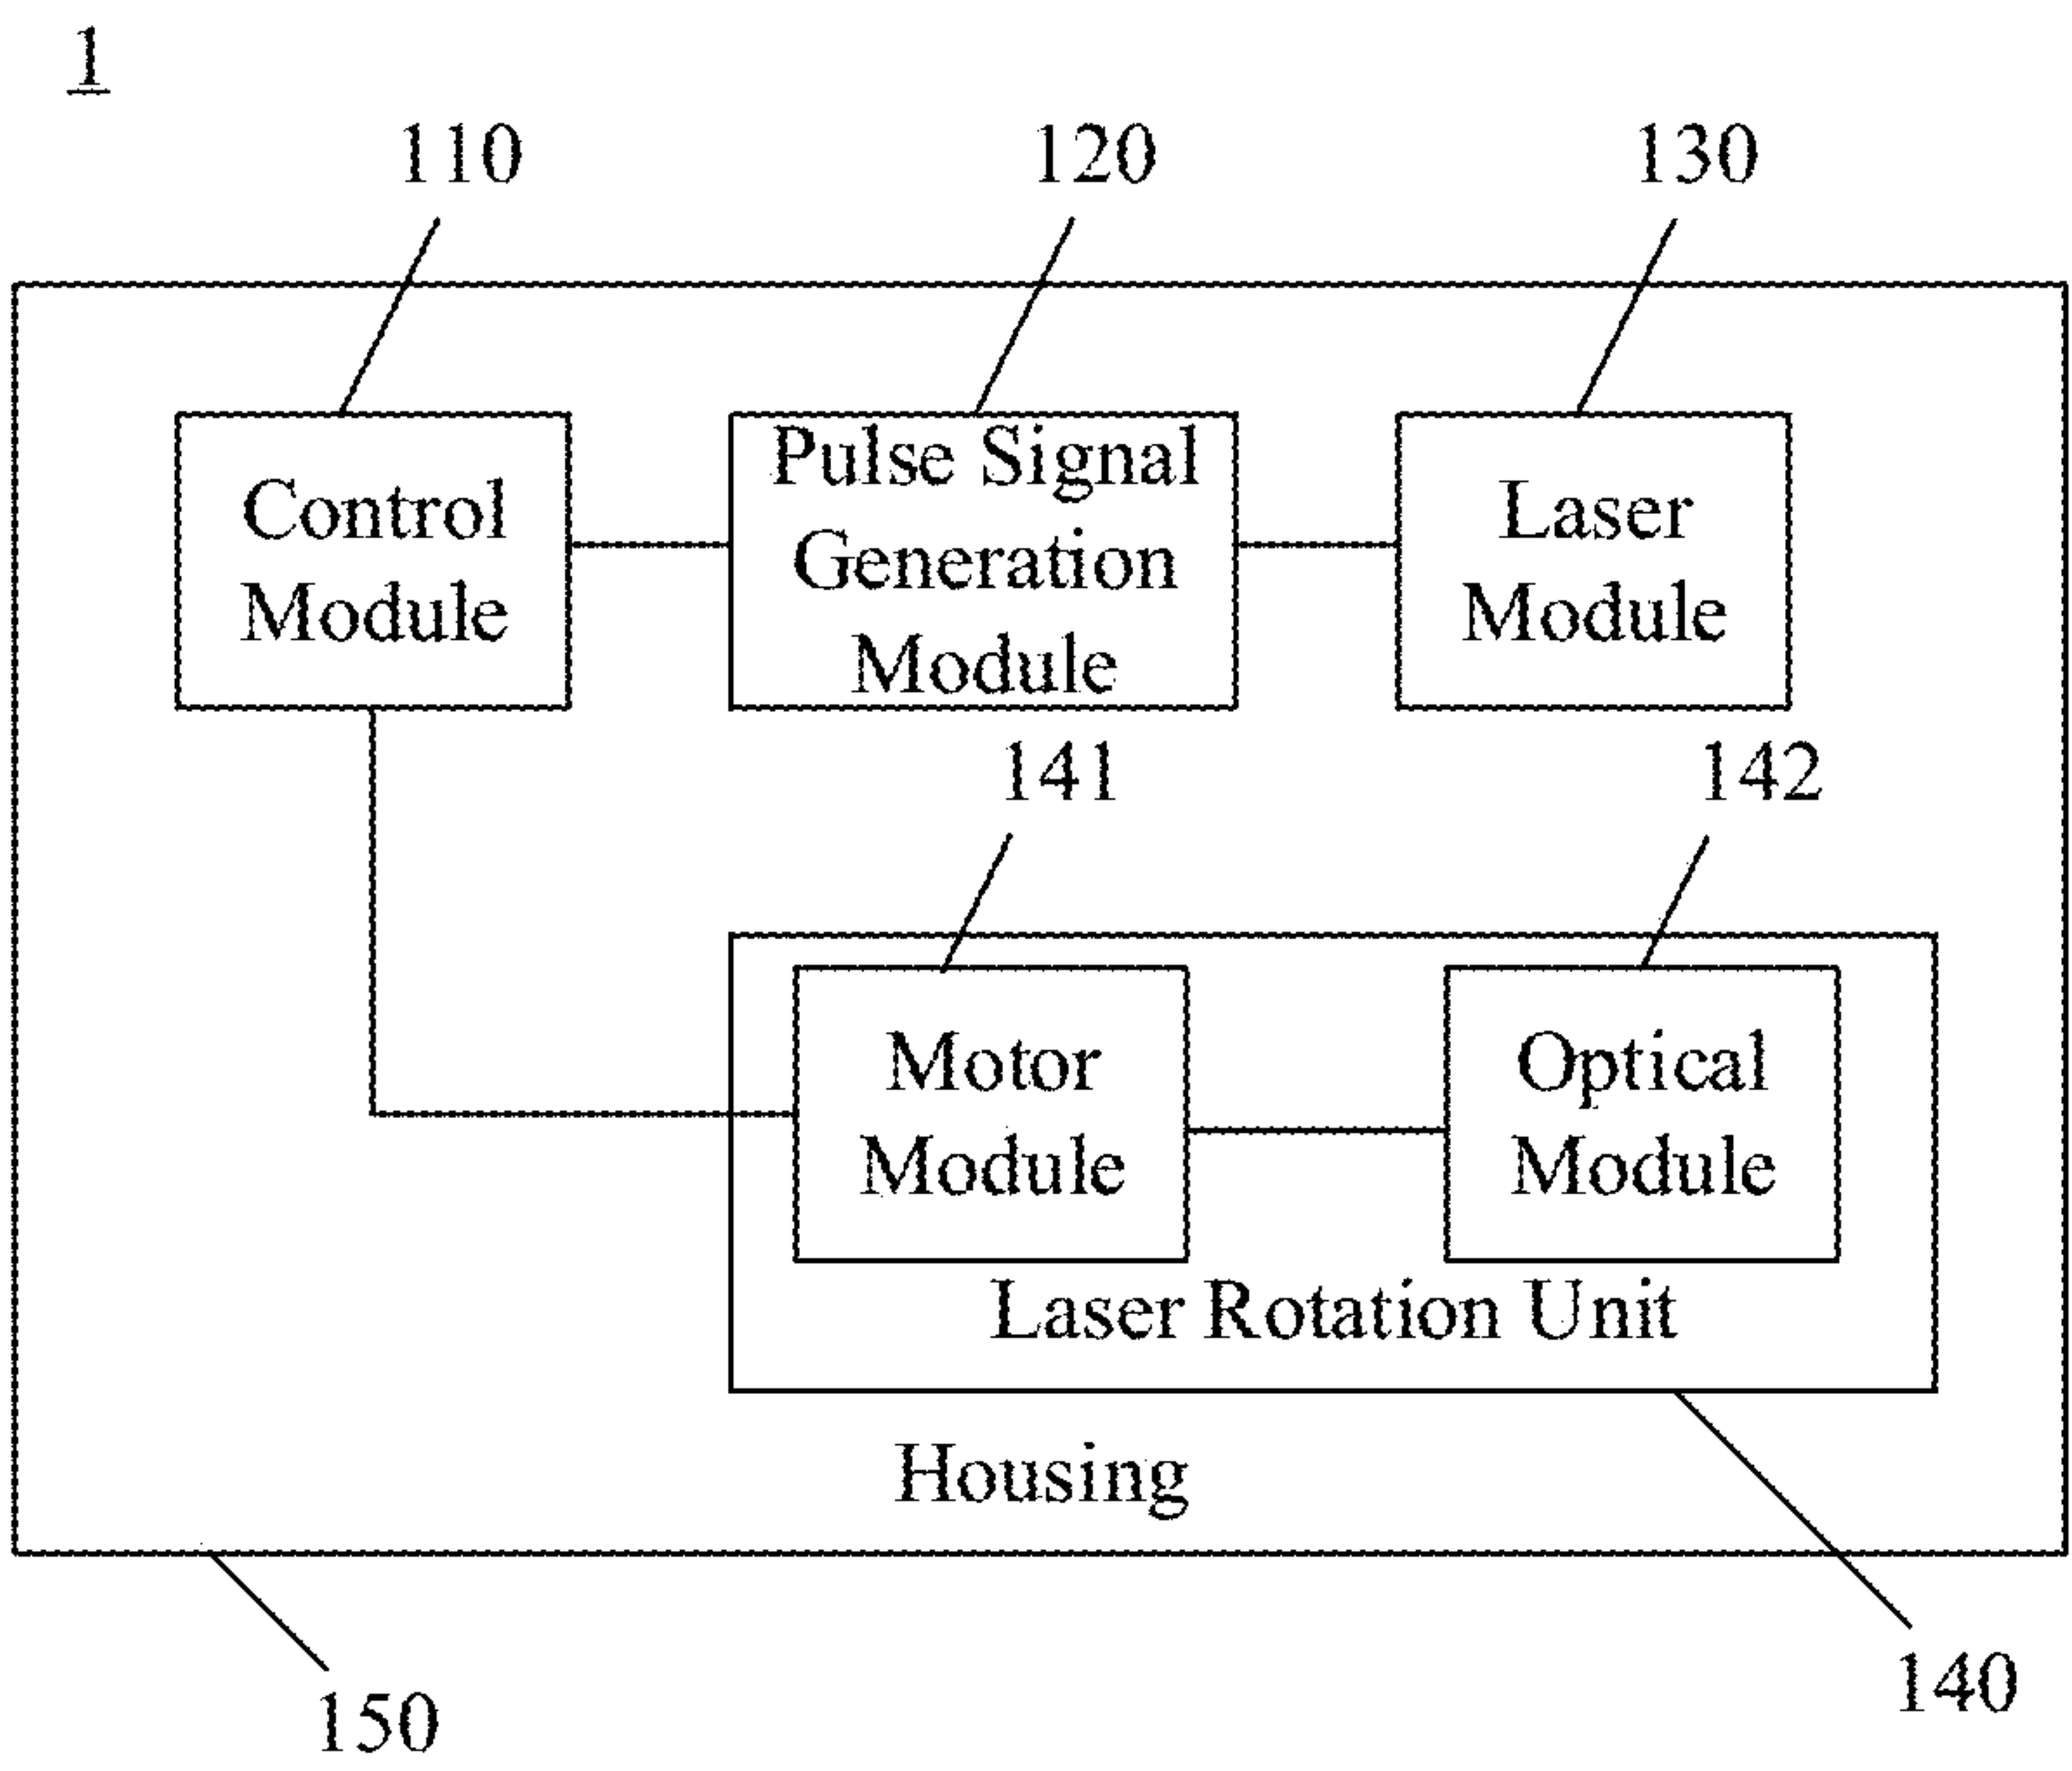 1
110
120
130
Control
Module
Pulse Signal
Generation
Module
Laser
Module
141
142
Motor
Module
Optical
Module
Laser Rotation Unit
Housing
150
140